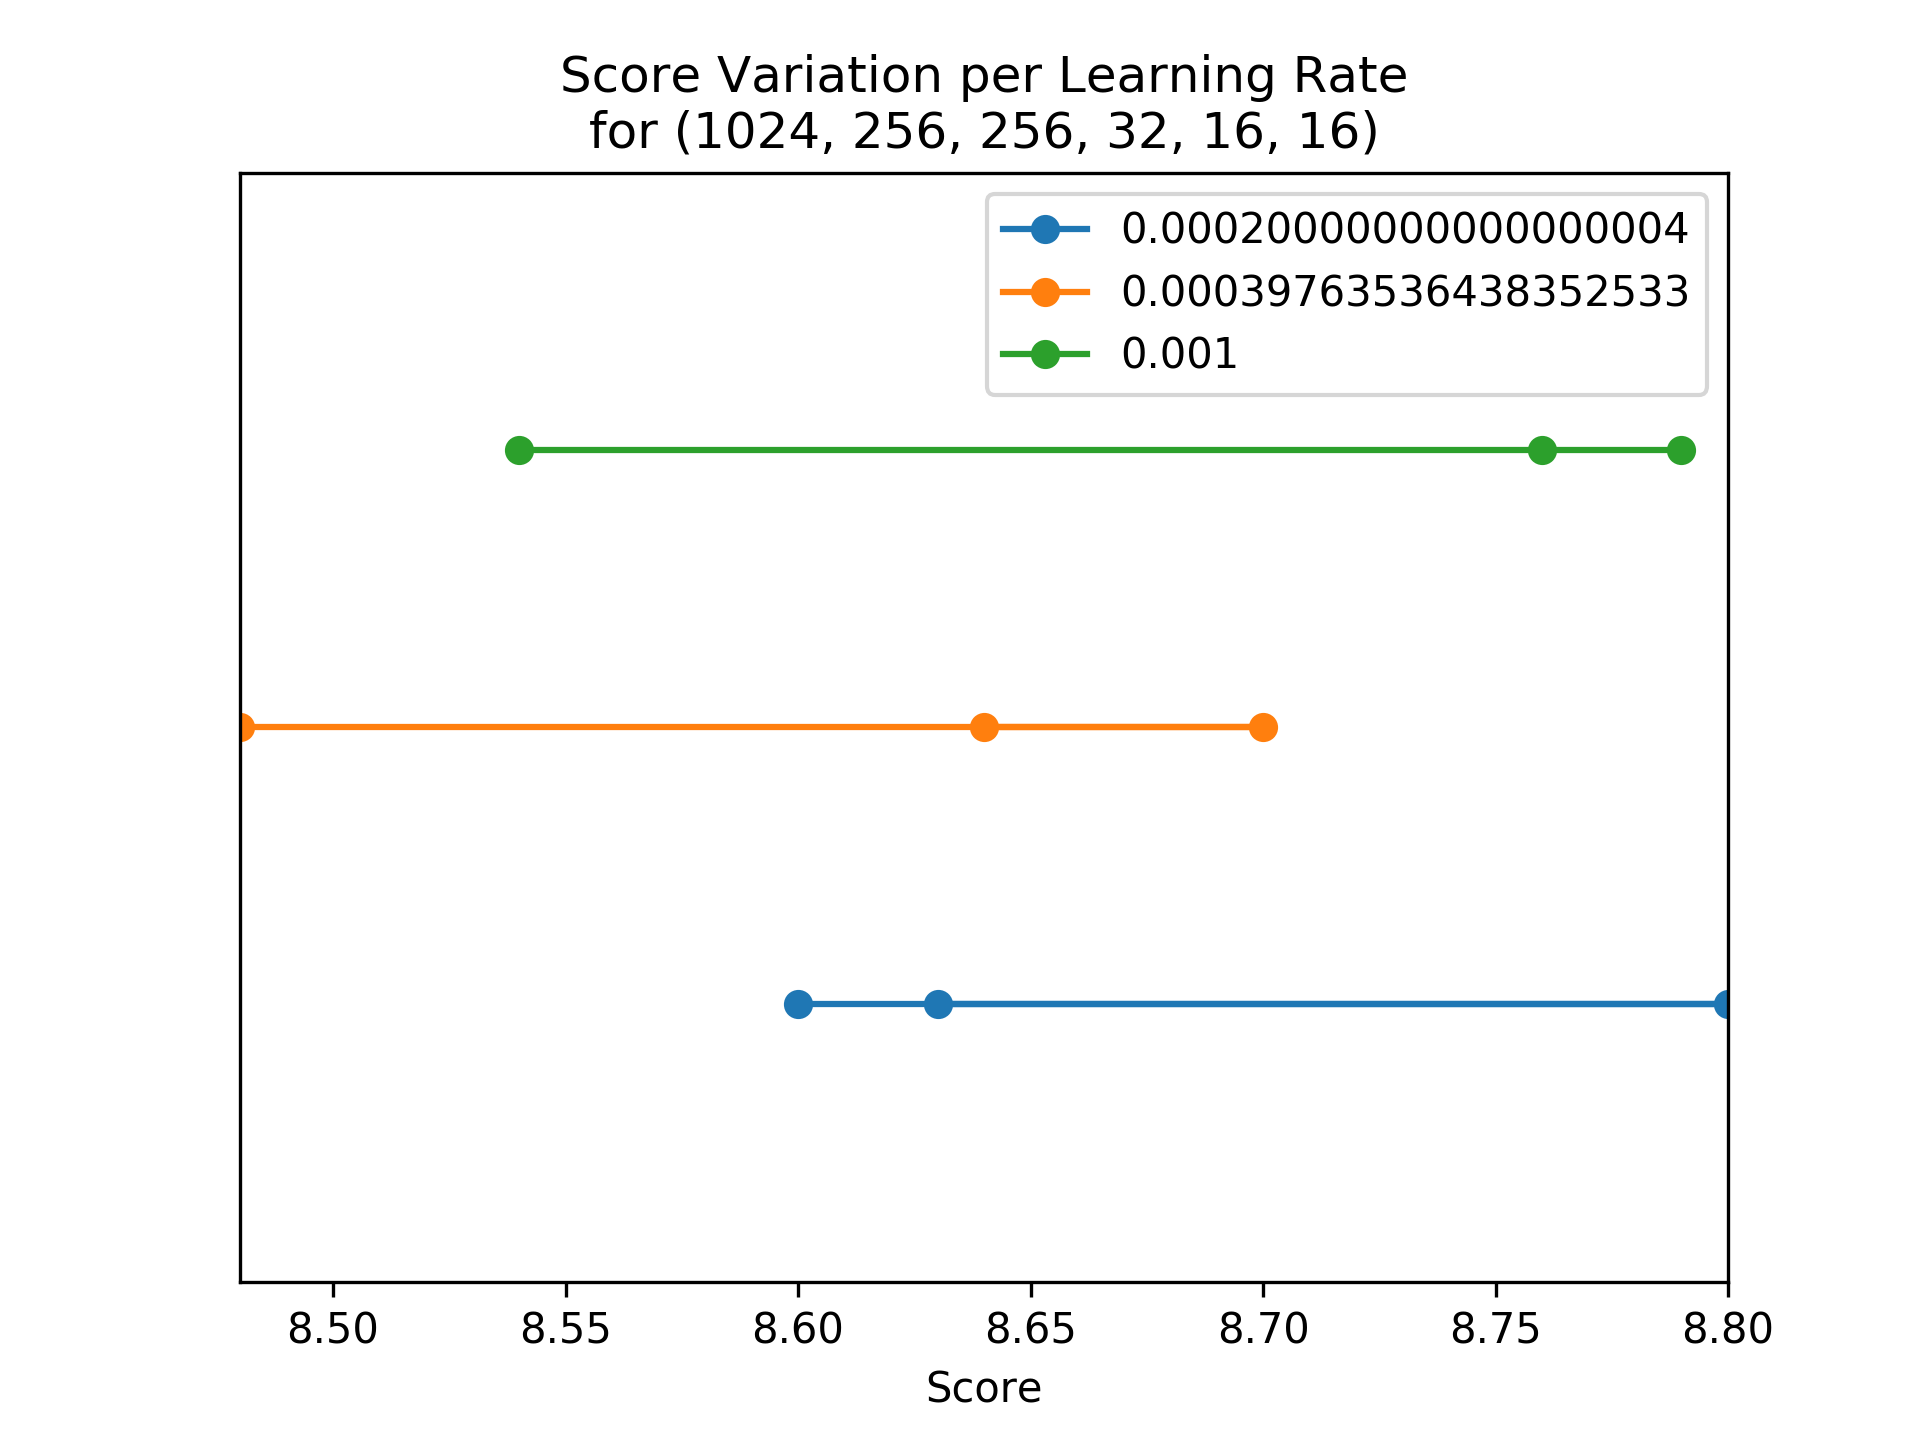 Score Variation per Learning Rate
for (1024, 256, 256, 32, 16, 16)
0.00020000000000000004
0.00039763536438352533
0.001
8.50 8.55 8.60 8.65 8.70 8.75 8.80
Score